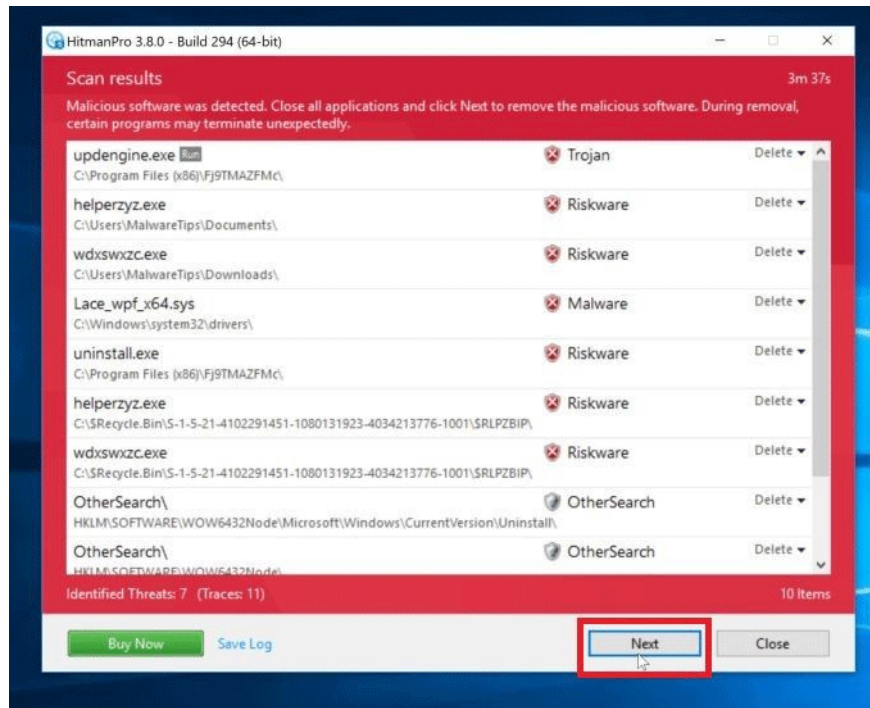 HitmanPro 3.8.0 - Build 294 (64-bit)
Scan results 3m 37s
Malicious software was detected. Close all applications and click Next to remove the malicious software. During removal,
certain programs may terminate unexpectedly.
updengine.exe Run Trojan Delete
C:\Program Files (x86)\Fj9TMAZFMc\
helperzyz.exe Riskware Delete
C:\Users\MalwareTips\Documents\
wdxswxzc.exe Riskware Delete
C:\Users\MalwareTips\Downloads\
Lace_wpf_x64.sys Malware Delete
C:\Windows\system32\drivers\
uninstall.exe Riskware Delete
C:\Program Files (x86)\Fj9TMAZFMc\
helperzyz.exe Riskware Delete
C:\$Recycle.Bin\S-1-5-21-4102291451-1080131923-4034213776-1001\$RLPZBIP\
wdxswxzc.exe Riskware Delete
C:\$Recycle.Bin\S-1-5-21-4102291451-1080131923-4034213776-1001\$RLPZBIP\
OtherSearch\ OtherSearch Delete
HKLM\SOFTWARE\WOW6432Node\Microsoft\Windows\CurrentVersion\Uninstall\
OtherSearch\ OtherSearch Delete
HKLM\SOFTWARE\WOW6432Node\
Identified Threats: 7 (Traces: 11) 10 Items
Buy Now Save Log Next Close